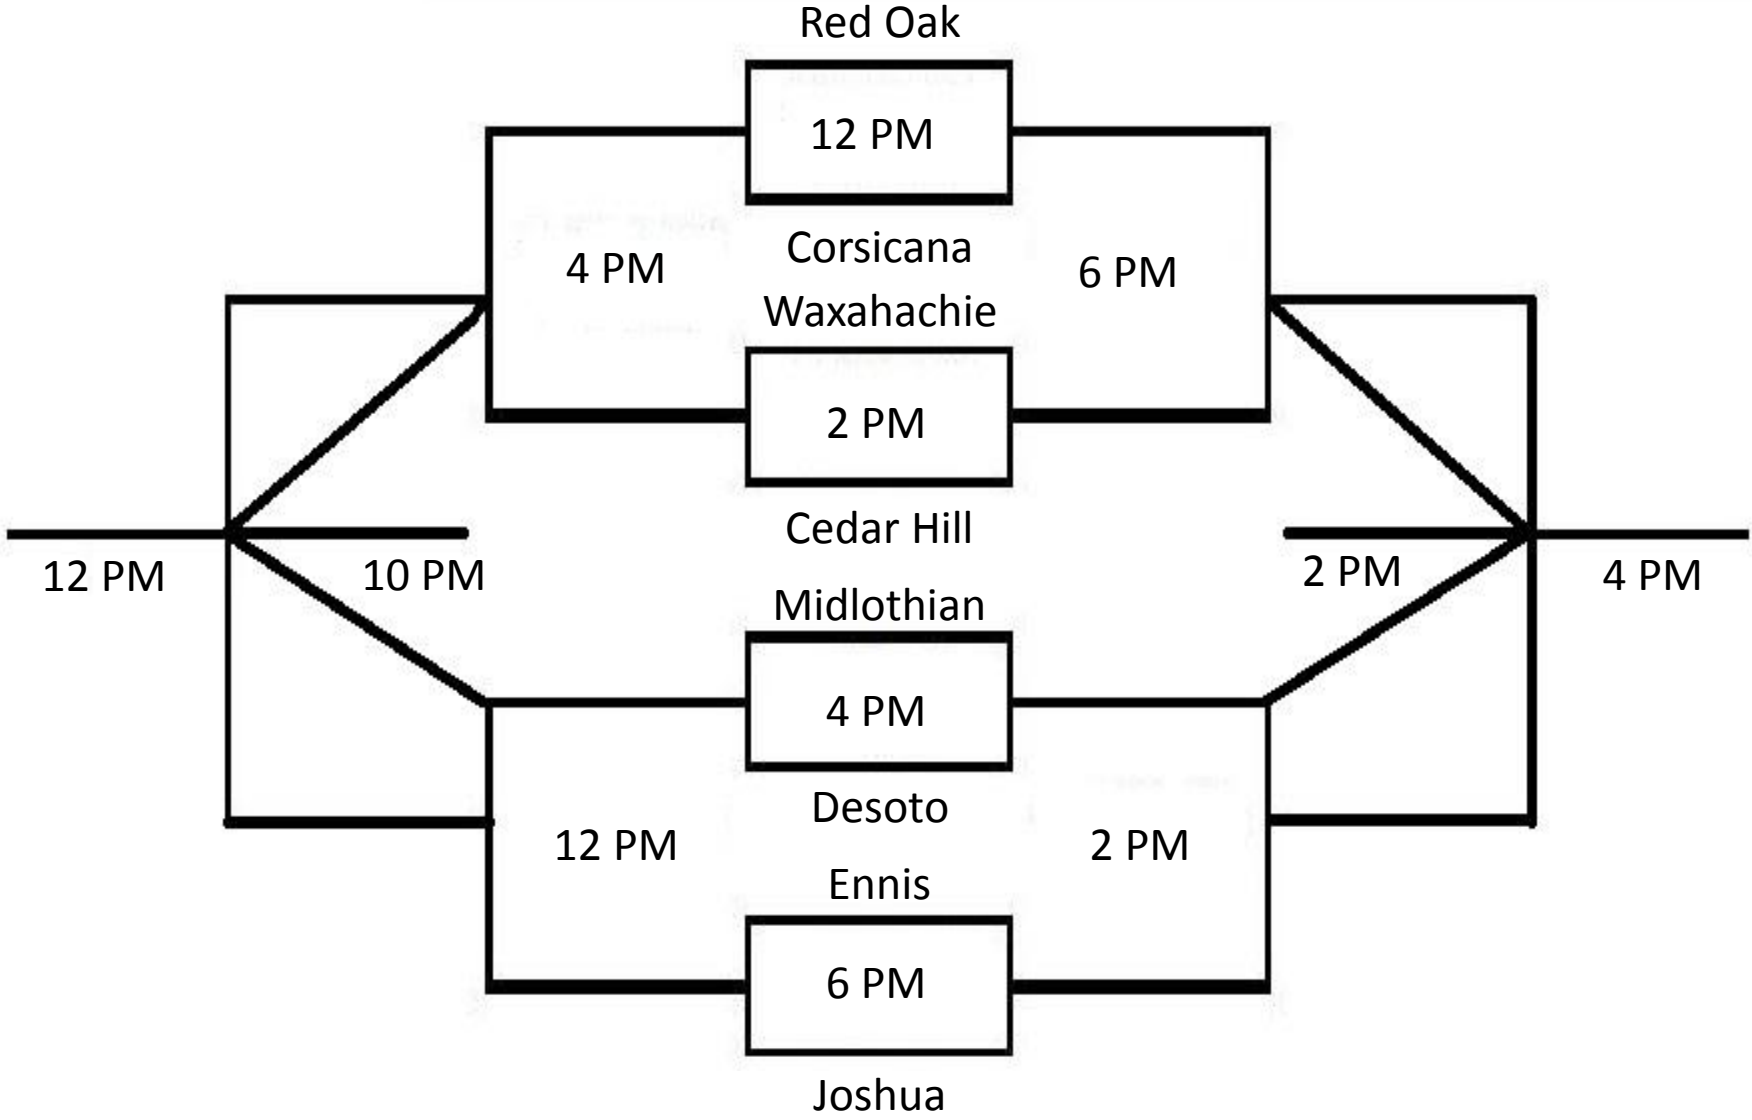 Red Oak
12 PM
Corsicana
4 PM
6 PM
Waxahachie
2 PM
Cedar Hill
12 PM
10 PM
2 PM
4 PM
Midlothian
4 PM
Desoto
12 PM
2 PM
Ennis
6 PM
Joshua